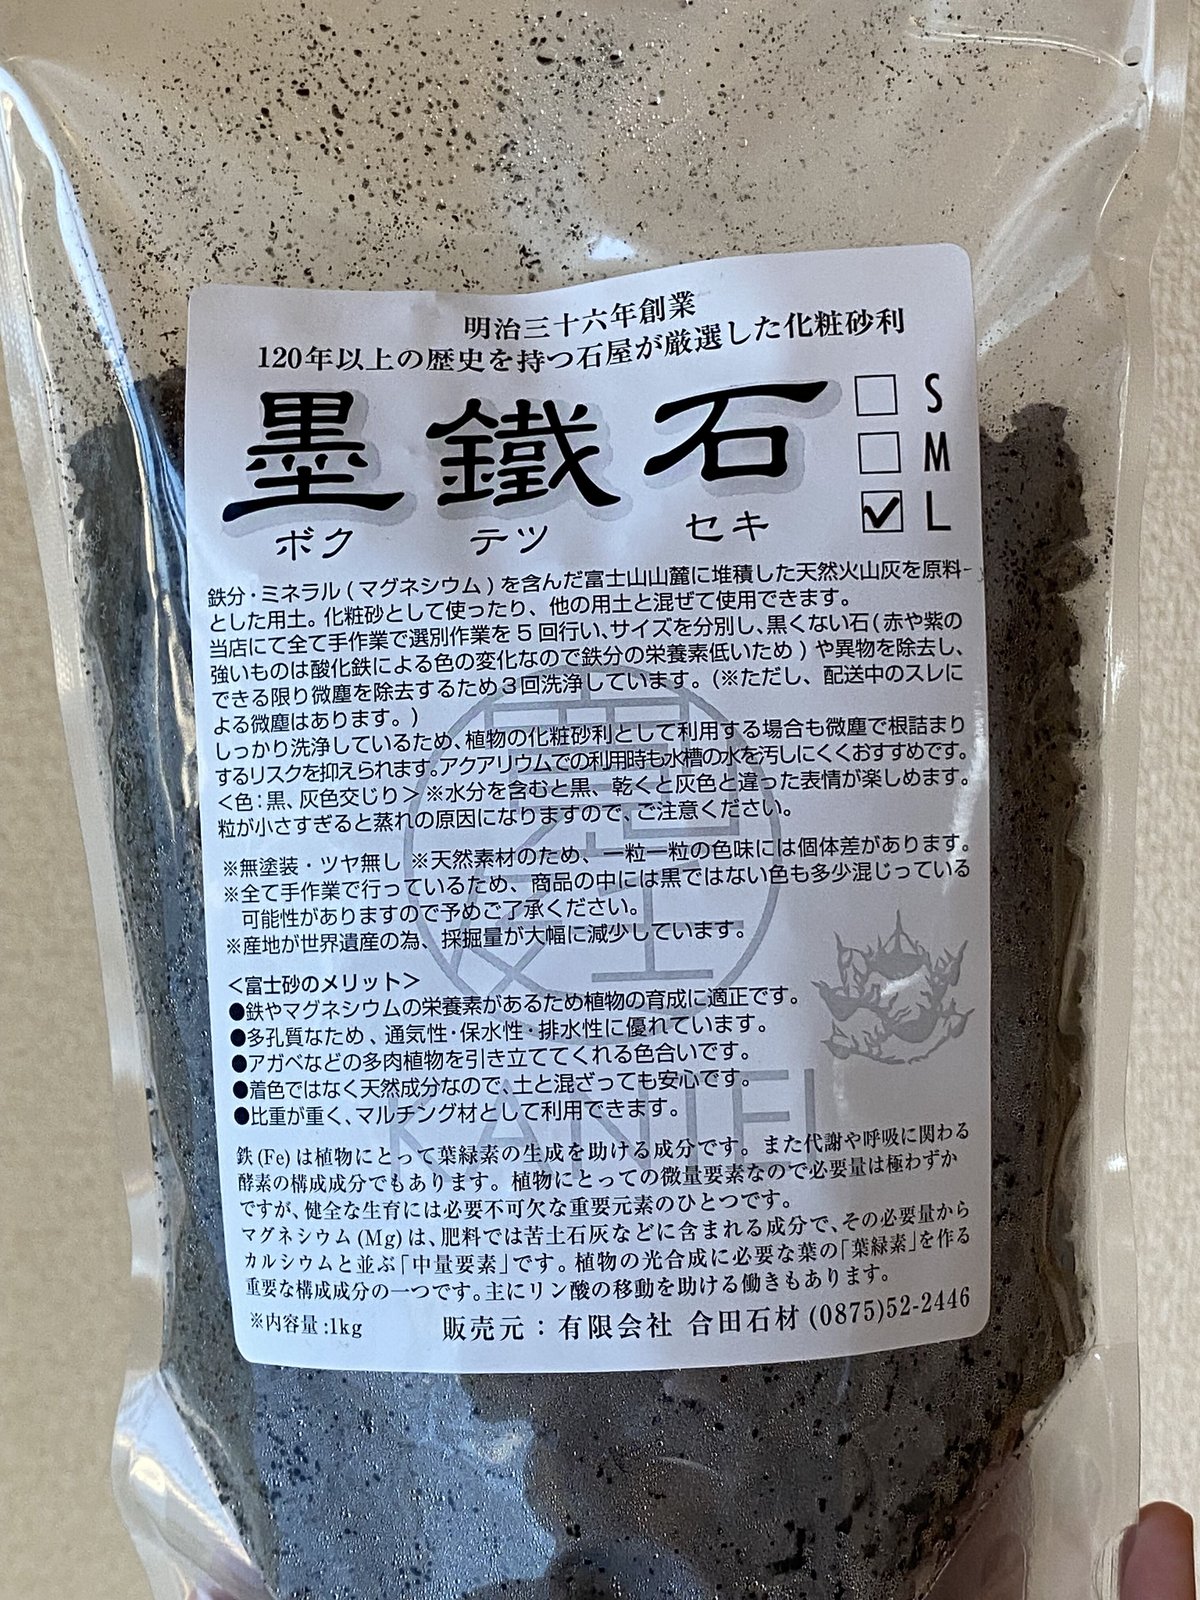 明治三十六年創業
120年以上の歴史を持つ石屋が厳選した化粧砂利
墨鐵石
ボク テツ セキ
S
M
L
鉄分・ミネラル(マグネシウム)を含んだ富士山山麓に堆積した天然火山灰を原料
とした用土。化粧砂として使ったり、他の用土と混ぜて使用できます。
当店にて全て手作業で選別作業を5回行い、サイズを分別し、黒くない石(赤や紫の
強いものは酸化鉄による色の変化なので鉄分の栄養素低いため)や異物を除去し、
できる限り微塵を除去するため3回洗浄しています。(※ただし、配送中のスレに
よる微塵はあります。)
しっかり洗浄しているため、植物の化粧砂利として利用する場合も微塵で根詰まり
するリスクを抑えられます。アクアリウムでの利用時も水槽の水を汚しにくくおすすめです。
<色:黒、灰色交じり>※水分を含むと黒、乾くと灰色と違った表情が楽しめます。
粒が小さすぎると蒸れの原因になりますので、ご注意ください。
※無塗装・ツヤ無し ※天然素材のため、一粒一粒の色味には個体差があります。
※全て手作業で行っているため、商品の中には黒ではない色も多少混じっている
可能性がありますので予めご了承ください。
※産地が世界遺産の為、採掘量が大幅に減少しています。
<富士砂のメリット>
●鉄やマグネシウムの栄養素があるため植物の育成に適正です。
●多孔質なため、通気性・保水性・排水性に優れています。
●アガベなどの多肉植物を引き立ててくれる色合いです。
●着色ではなく天然成分なので、土と混ざっても安心です。
●比重が重く、マルチング材として利用できます。
鉄(Fe)は植物にとって葉緑素の生成を助ける成分です。また代謝や呼吸に関わる
酵素の構成成分でもあります。植物にとっての微量要素なので必要量は極わずか
ですが、健全な生育には必要不可欠な重要元素のひとつです。
マグネシウム(Mg)は、肥料では苦土石灰などに含まれる成分で、その必要量から
カルシウムと並ぶ「中量要素」です。植物の光合成に必要な葉の「葉緑素」を作る
重要な構成成分の一つです。主にリン酸の移動を助ける働きもあります。
※内容量:1kg 販売元:有限会社 合田石材(0875)52-2446